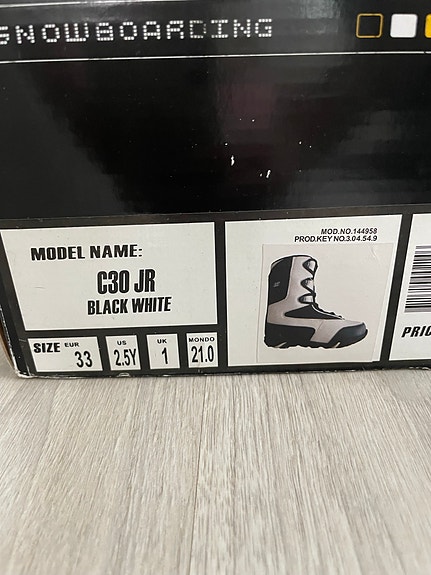 SNOWBOARDING
MODEL NAME:
C30 JR
BLACK WHITE
SIZE
EUR
33
US
2.5Y
UK
1
MONDO
21.0
MOD.NO.144958
PROD.KEY NO.3.04.54.9